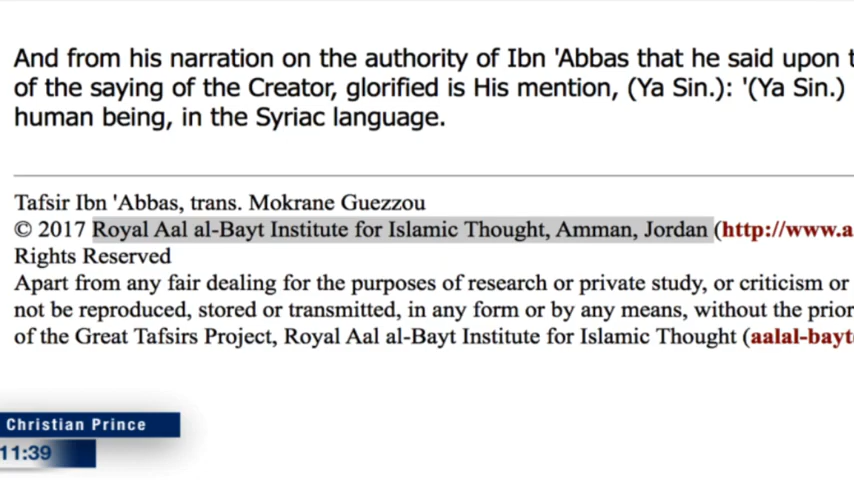 And from his narration on the authority of Ibn 'Abbas that he said upon
of the saying of the Creator, glorified is His mention, (Ya Sin.): '(Ya Sin.)
human being, in the Syriac language.
Tafsir Ibn 'Abbas, trans. Mokrane Guezzou
© 2017 Royal Aal al-Bayt Institute for Islamic Thought, Amman, Jordan (http://www.a
Rights Reserved
Apart from any fair dealing for the purposes of research or private study, or criticism or
not be reproduced, stored or transmitted, in any form or by any means, without the prior
of the Great Tafsirs Project, Royal Aal al-Bayt Institute for Islamic Thought (aalal-bayt
Christian Prince
11:39